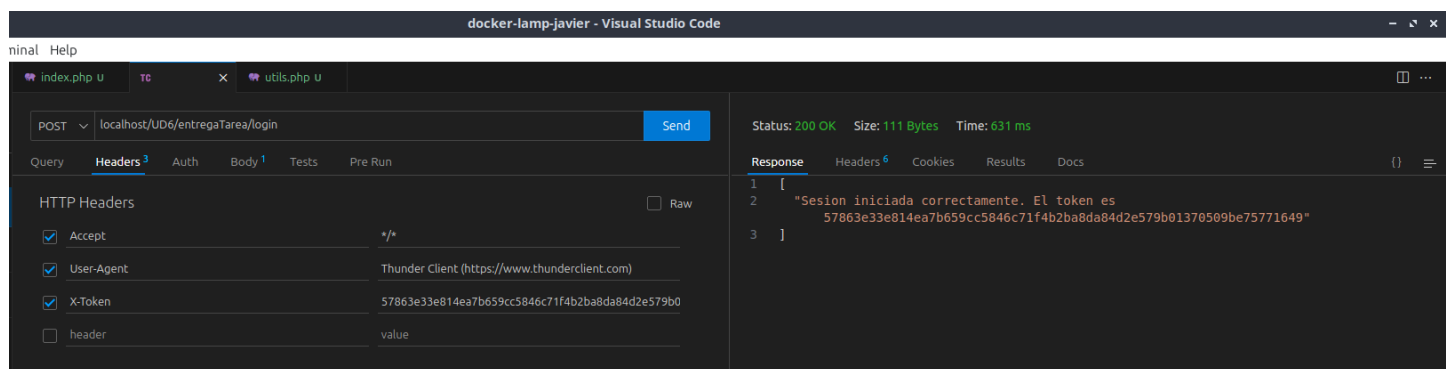 docker-lamp-javier - Visual Studio Code
minal Help
index.php U TC utils.php U
POST localhost/UD6/entregaTarea/login Send
Query Headers 3 Auth Body 1 Tests Pre Run
HTTP Headers Raw
Accept */*
User-Agent Thunder Client (https://www.thunderclient.com)
X-Token 57863e33e814ea7b659cc5846c71f4b2ba8da84d2e579b0
header value
Status: 200 OK Size: 111 Bytes Time: 631 ms
Response Headers 6 Cookies Results Docs {}
1 [
2 "Sesion iniciada correctamente. El token es
57863e33e814ea7b659cc5846c71f4b2ba8da84d2e579b01370509be75771649"
3 ]